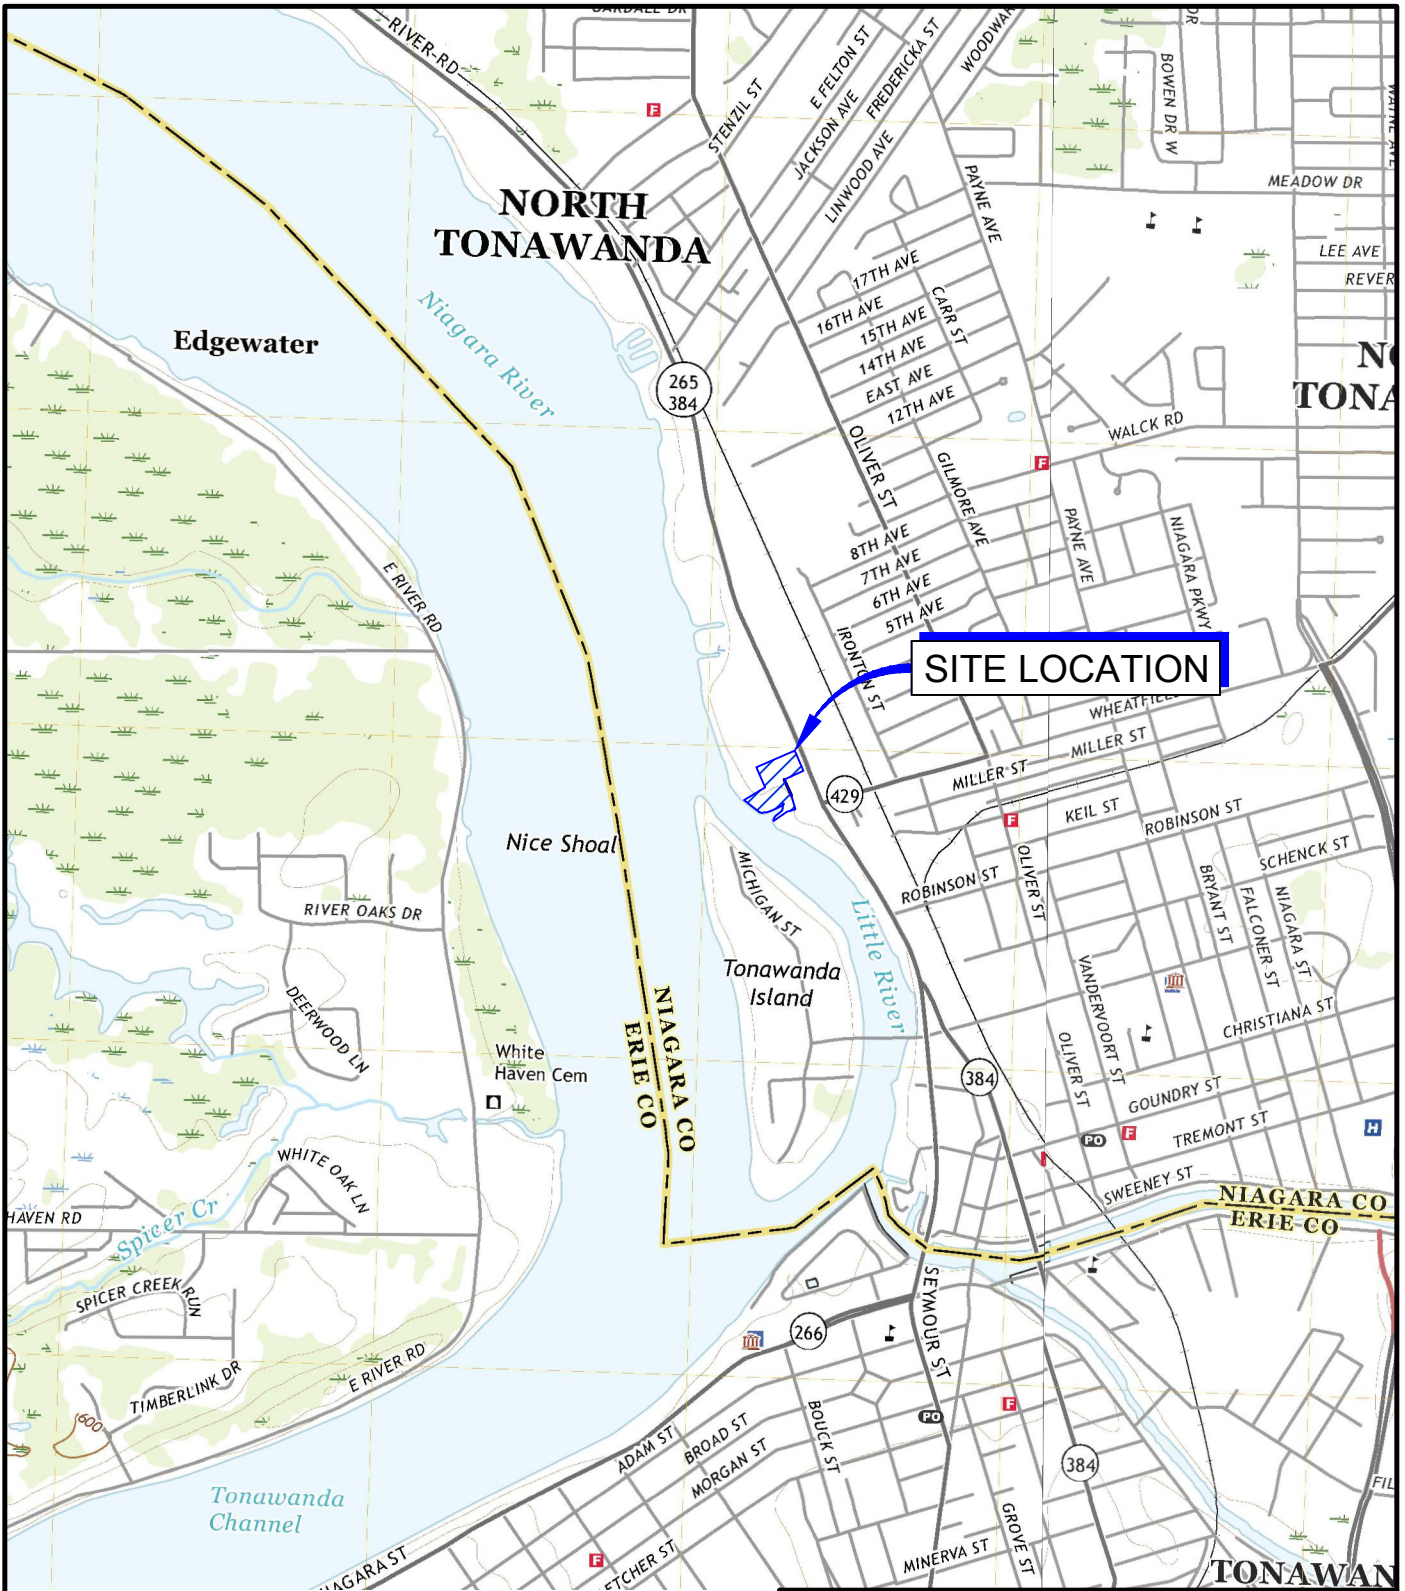 RIVER RD
STENZIL ST
E FELTON ST
JACKSON AVE
FREDERICKA ST
LINWOOD AVE
BOWEN DR W
MEADOW DR
PAYNE AVE
NORTH
TONAWANDA
LEE AVE
17TH AVE
16TH AVE
CARR ST
15TH AVE
14TH AVE
EAST AVE
12TH AVE
Niagara River
Edgewater
265
384
WALCK RD
OLIVER ST
GILMORE AVE
PAYNE AVE
NIAGARA PKWY
8TH AVE
7TH AVE
6TH AVE
5TH AVE
IRONTON ST
E RIVER RD
SITE LOCATION
MILLER ST
MILLER ST
429
KEIL ST
ROBINSON ST
SCHENCK ST
Nice Shoal
MICHIGAN ST
ROBINSON ST
OLIVER ST
BRYANT ST
FALCONER ST
NIAGARA ST
RIVER OAKS DR
Little River
Tonawanda
Island
VANDERVOORT ST
CHRISTIANA ST
DEERWOOD LN
NIAGARA CO
ERIE CO
White
Haven Cem
OLIVER ST
384
GOUNDRY ST
TREMONT ST
PO
F
H
WHITE OAK LN
SWEENEY ST
HAVEN RD
Spicer Cr
NIAGARA CO
ERIE CO
SPICER CREEK RUN
SEYMOUR ST
266
TIMBERLINK DR
E RIVER RD
600
BOUCK ST
PO
F
ADAM ST
BROAD ST
MORGAN ST
384
Tonawanda
Channel
GROVE ST
MINERVA ST
F